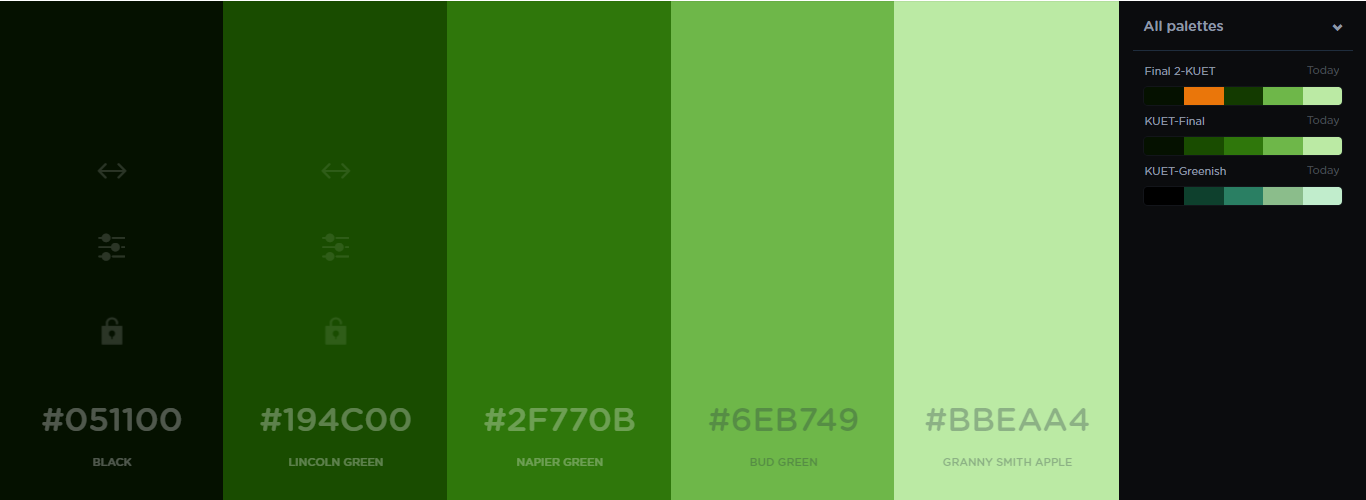 #051100
BLACK
#194C00
LINCOLN GREEN
#2F770B
NAPIER GREEN
#6EB749
BUD GREEN
#BBEAA4
GRANNY SMITH APPLE
All palettes
Final 2-KUET Today
KUET-Final Today
KUET-Greenish Today